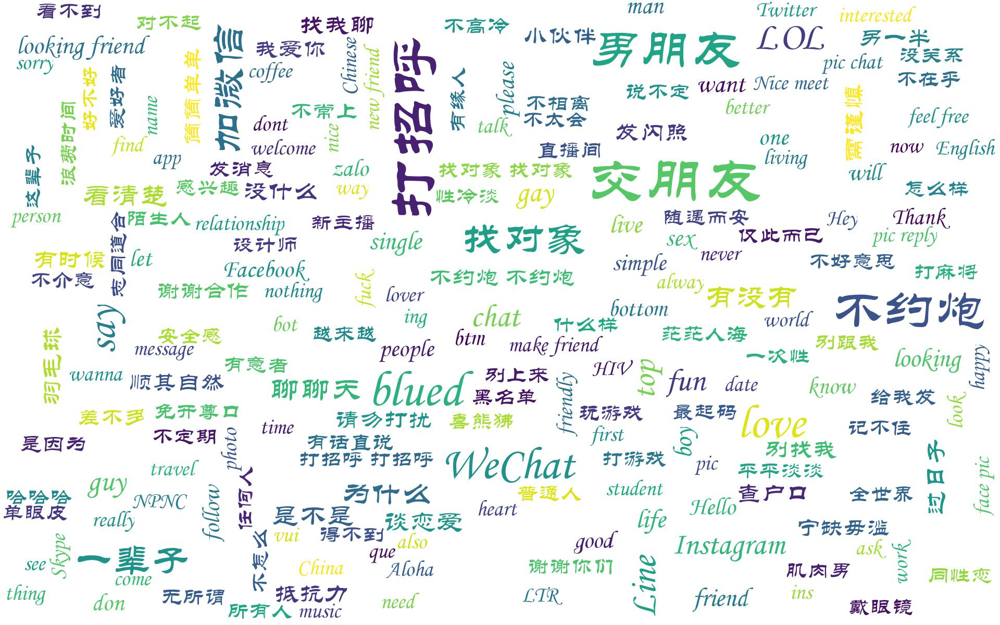 看不到
对不起
找我聊
不高冷
man
Twitter
interested
looking friend
sorry
加微信
我爱你
coffee
Chinese
new friend
打招呼
小伙伴
男朋友
LOL
另一半
pic chat
没关系
不在乎
好不好
爱好者
简简单单
name
浪费时间
find
app
这辈子
dont
welcome
不常上
nice
有缘人
please
talk
不相离
不太会
说不定
want
Nice meet
better
需谨慎
feel free
发闪照
直播间
one
living
now
English
will
发消息
zalo
way
找对象 找对象
性冷淡
gay
交朋友
怎么样
看清楚
感兴趣
没什么
person
陌生人
relationship
新主播
single
找对象
live
随遇而安
sex
Hey
Thank
仅此而已
pic reply
志同道合
设计师
有时候
let
不介意
Facebook
never
simple
不好意思
打麻将
谢谢合作
nothing
fuck
lover
不约炮 不约炮
alway
有没有
不约炮
say
bot
ing
chat
bottom
world
什么样
茫茫人海
羽毛球
安全感
message
越来越
people
btm
make friend
别跟我
一次性
looking
happy
wanna
顺其自然
有意者
聊聊天
blued
别上来
黑名单
HIV
friendly
top
fun
date
know
给我发
look
差不多
免开尊口
请勿打扰
喜熊狒
玩游戏
最起码
love
记不住
是因为
不定期
time
photo
有话直说
打招呼 打招呼
first
boy
别找我
过日子
travel
guy
WeChat
打游戏
pic
平平淡淡
face pic
哈哈哈
单眼皮
NPNC
really
follow
任何人
为什么
普通人
student
查户口
全世界
heart
Hello
是不是
谈恋爱
life
宁缺毋滥
Skype
不怎么
vui
得不到
also
good
Instagram
ask
work
see
一辈子
come
que
China
Aloha
谢谢你们
Line
肌肉男
同性恋
thing
don
无所谓
抵抗力
所有人
music
need
LTR
friend
ins
戴眼镜